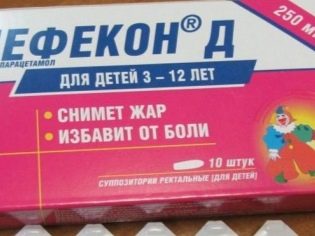 ЕФЕКОН® Д
ПАРАЦЕТАМОЛ
250 М
ДЛЯ ДЕТЕЙ 3 – 12 ЛЕТ
• СНИМЕТ ЖАР
• ИЗБАВИТ ОТ БОЛИ
10 ШТУК
СУППОЗИТОРИИ РЕКТАЛЬНЫЕ (ДЛЯ ДЕТЕЙ)